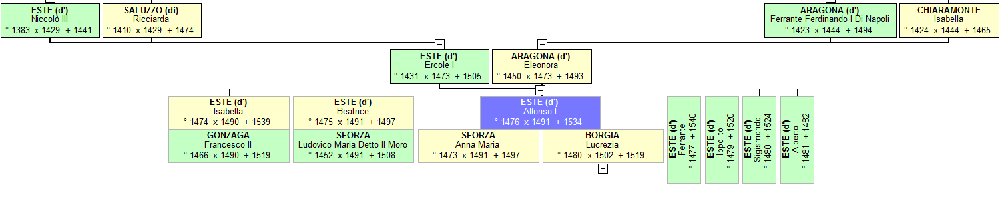 ESTE (d')
Niccolò III
° 1383 x 1429 + 1441
SALUZZO (di)
Ricciarda
° 1410 x 1429 + 1474
ARAGONA (d')
Ferrante Ferdinando I Di Napoli
° 1423 x 1444 + 1494
CHIARAMONTE
Isabella
° 1424 x 1444 + 1465
ESTE (d')
Ercole I
° 1431 x 1473 + 1505
ARAGONA (d')
Eleonora
° 1450 x 1473 + 1493
ESTE (d')
Isabella
° 1474 x 1490 + 1539
GONZAGA
Francesco II
° 1466 x 1490 + 1519
ESTE (d')
Beatrice
° 1475 x 1491 + 1497
SFORZA
Ludovico Maria Detto Il Moro
° 1452 x 1491 + 1508
ESTE (d')
Alfonso I
° 1476 x 1491 + 1534
SFORZA
Anna Maria
° 1473 x 1491 + 1497
BORGIA
Lucrezia
° 1480 x 1502 + 1519
ESTE (d')
Ferrante
° 1477 + 1540
ESTE (d')
Ippolito I
° 1479 + 1520
ESTE (d')
Sigismondo
° 1480 + 1524
ESTE (d')
Alberto
° 1481 + 1482